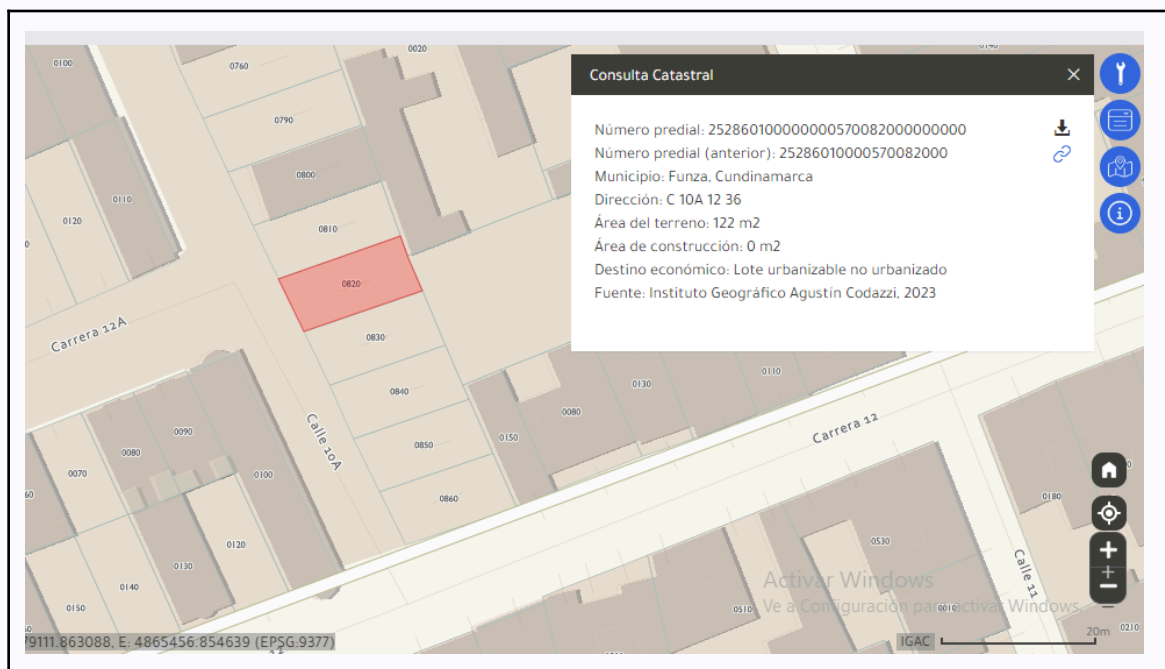 Consulta Catastral
Número predial: 252860100000000570082000000000
Número predial (anterior): 25286010000570082000
Municipio: Funza, Cundinamarca
Dirección: C 10A 12 36
Área del terreno: 122 m2
Área de construcción: 0 m2
Destino económico: Lote urbanizable no urbanizado
Fuente: Instituto Geográfico Agustín Codazzi, 2023
0100
0760
0020
0790
0800
0110
0120
0810
0820
Carrera 12A
0830
0840
0130
0110
0080
0150
Carrera 12
Calle 10A
0850
0090
0080
0070
0100
0860
0180
0530
0120
0130
0140
0150
Calle 11
0510
0010
0210
Activar Windows
Ve a Configuración para activar Windows.
79111.863088, E: 4865456.854639 (EPSG:9377)
12
IGAC
20m